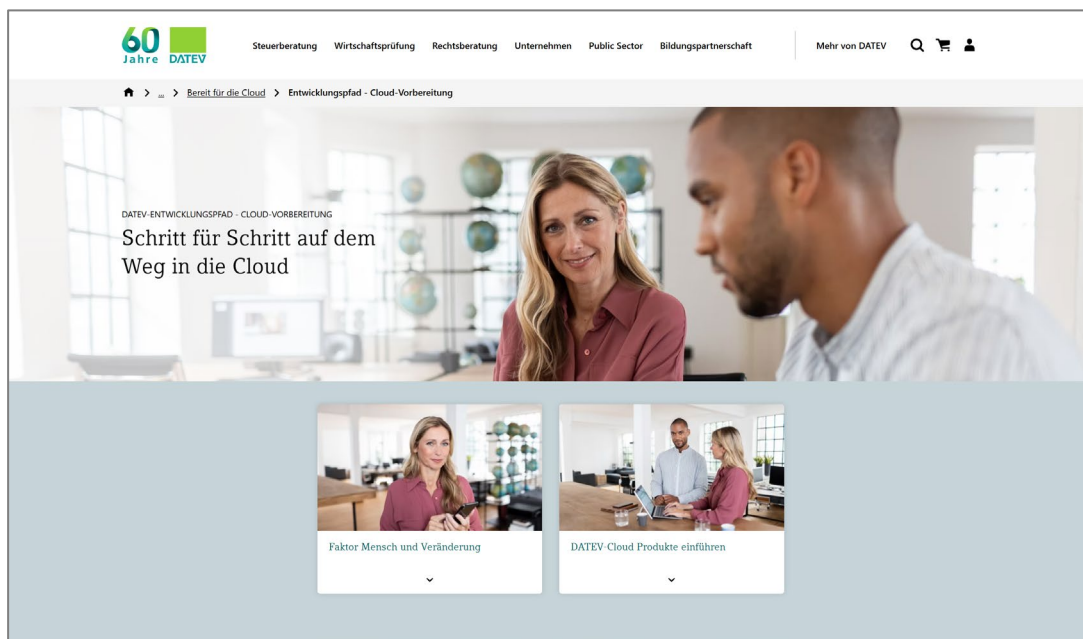 60
Jahre DATEV
Steuerberatung Wirtschaftsprüfung Rechtsberatung Unternehmen Public Sector Bildungspartnerschaft Mehr von DATEV
... Bereit für die Cloud Entwicklungspfad - Cloud-Vorbereitung
DATEV-ENTWICKLUNGSPFAD - CLOUD-VORBEREITUNG
Schritt für Schritt auf dem
Weg in die Cloud
Faktor Mensch und Veränderung DATEV-Cloud Produkte einführen